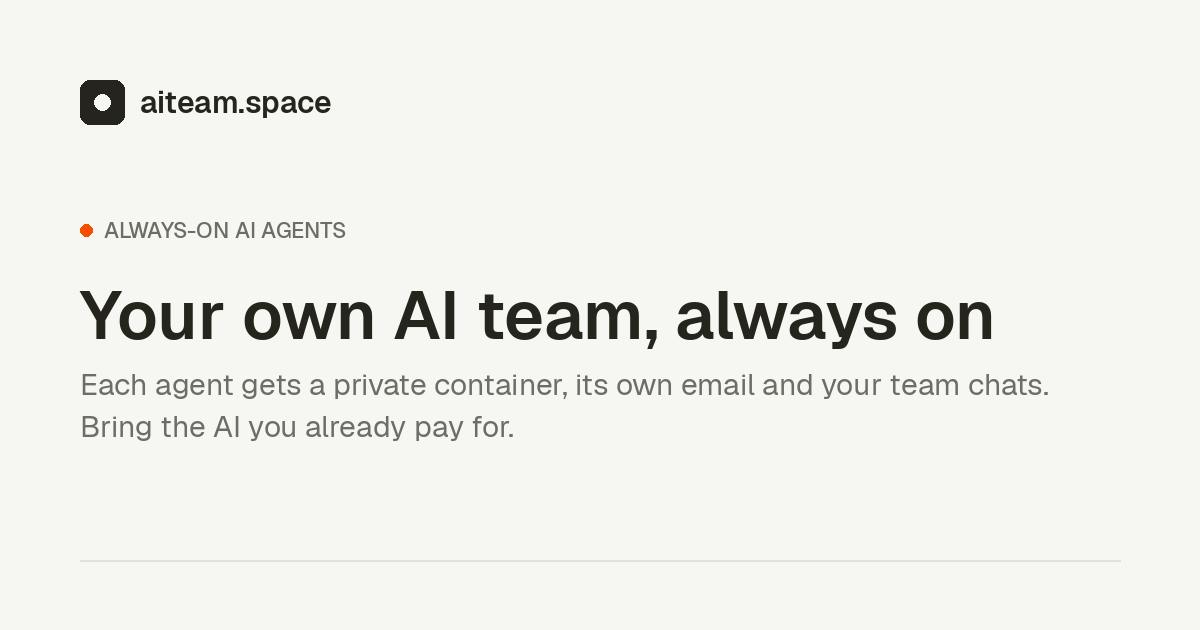 aiteam.space
ALWAYS-ON AI AGENTS
Your own AI team, always on
Each agent gets a private container, its own email and your team chats.
Bring the AI you already pay for.